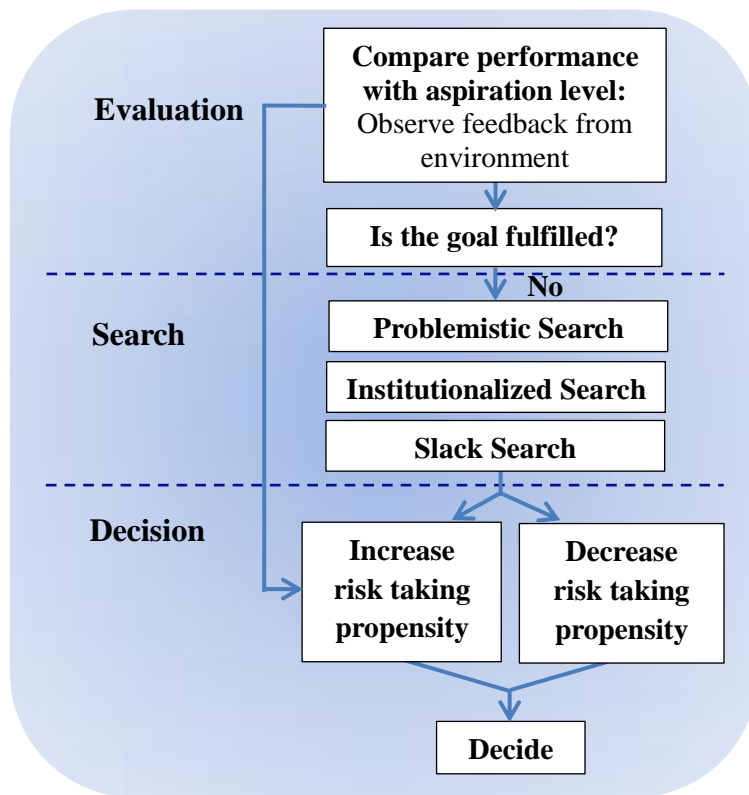 Compare performance
with aspiration level:
Observe feedback from
environment
Evaluation
Is the goal fulfilled?
No
Search
Problemistic Search
Institutionalized Search
Slack Search
Decision
Increase
risk taking
propensity
Decrease
risk taking
propensity
Decide